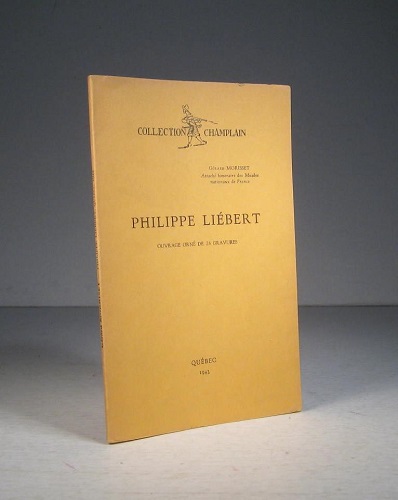 COLLECTION CHAMPLAIN
Gérard MORISSET
Attaché honoraire des Musées
nationaux de France
PHILIPPE LIÉBERT
OUVRAGE ORNÉ DE 24 GRAVURES
QUÉBEC
1943